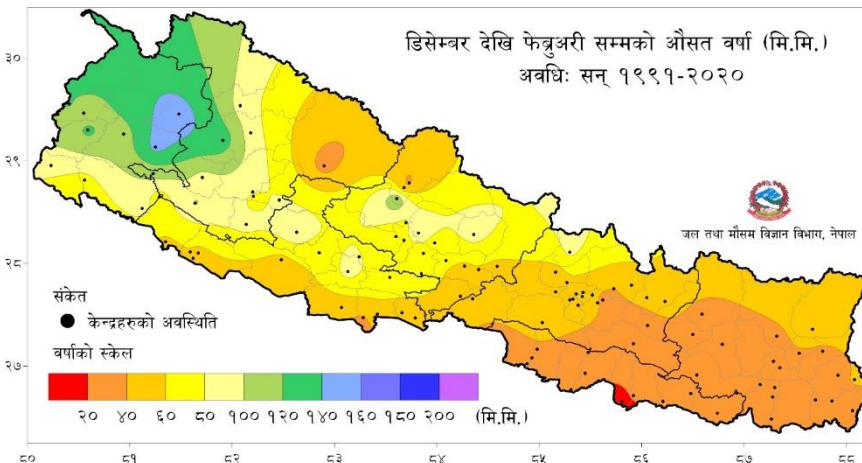 डिसेम्बर देखि फेब्रुअरी सम्मको औसत वर्षा (मि.मि.)
अवधिः सन् १९९१-२०२०
३०
२९
जल तथा मौसम विज्ञान विभाग, नेपाल
२८
संकेत
केन्द्रहरुको अवस्थिति
वर्षाको स्केल
२७
२० ४० ६० ८० १०० १२० १४० १६० १८० २०० (मि.मि.)
८० ८१ ८२ ८३ ८४ ८५ ८६ ८७ ८८